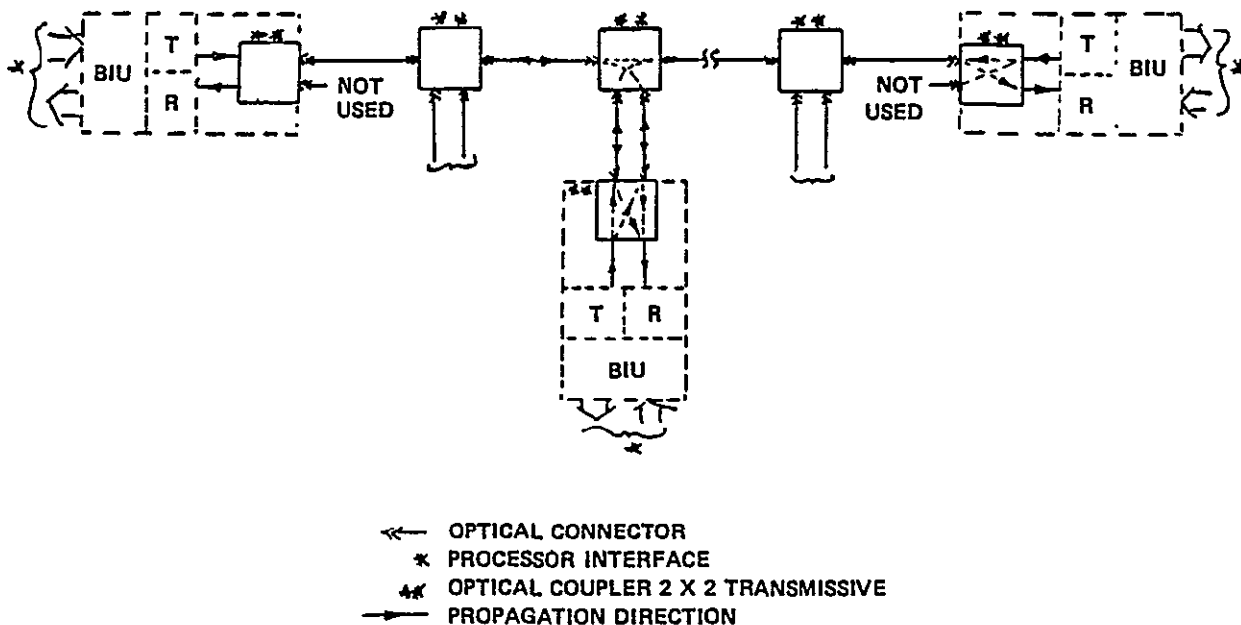 **
**
**
**
**
*
BIU
T
R
NOT
USED
NOT
USED
T
R
BIU
*
**
T
R
BIU
*
OPTICAL CONNECTOR
* PROCESSOR INTERFACE
** OPTICAL COUPLER 2 X 2 TRANSMISSIVE
PROPAGATION DIRECTION